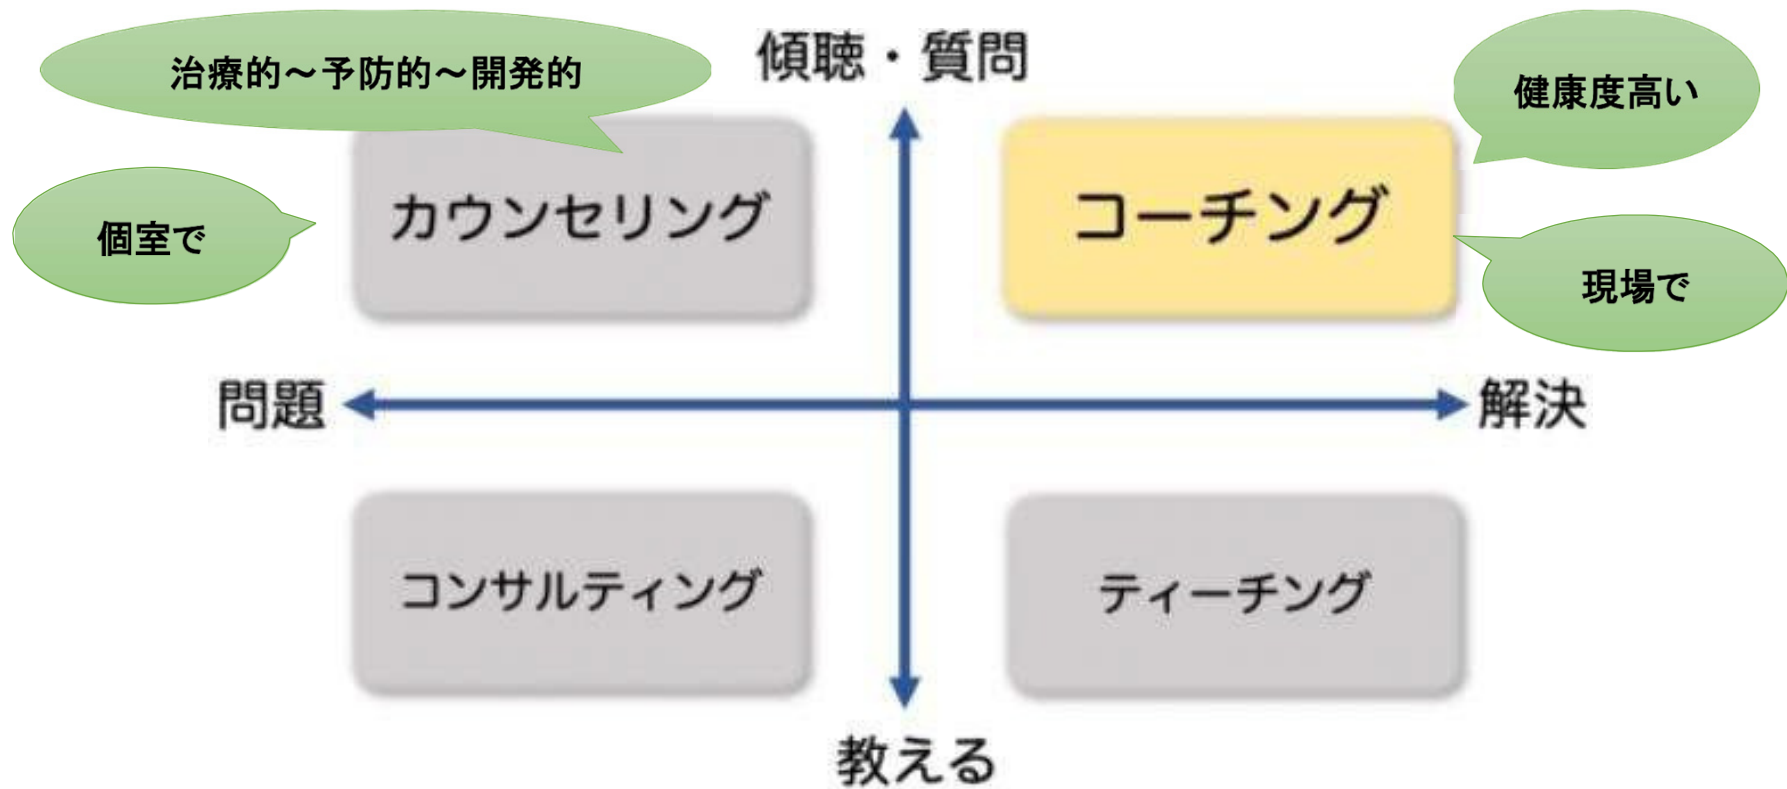 治療的～予防的～開発的
傾聴・質問
健康度高い
カウンセリング
コーチング
個室で
現場で
問題
解決
コンサルティング
ティーチング
教える